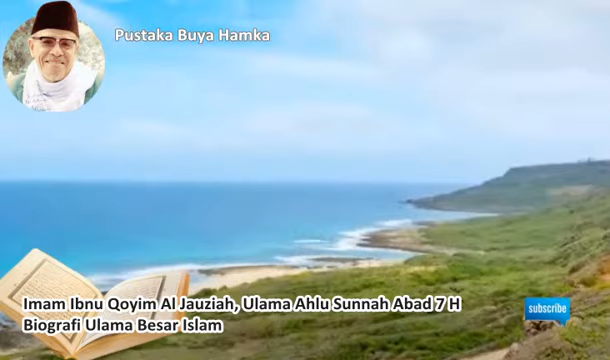 Pustaka Buya Hamka
Imam Ibnu Qoyim Al Jauziah, Ulama Ahlu Sunnah Abad 7 H
subscribe
Biografi Ulama Besar Islam